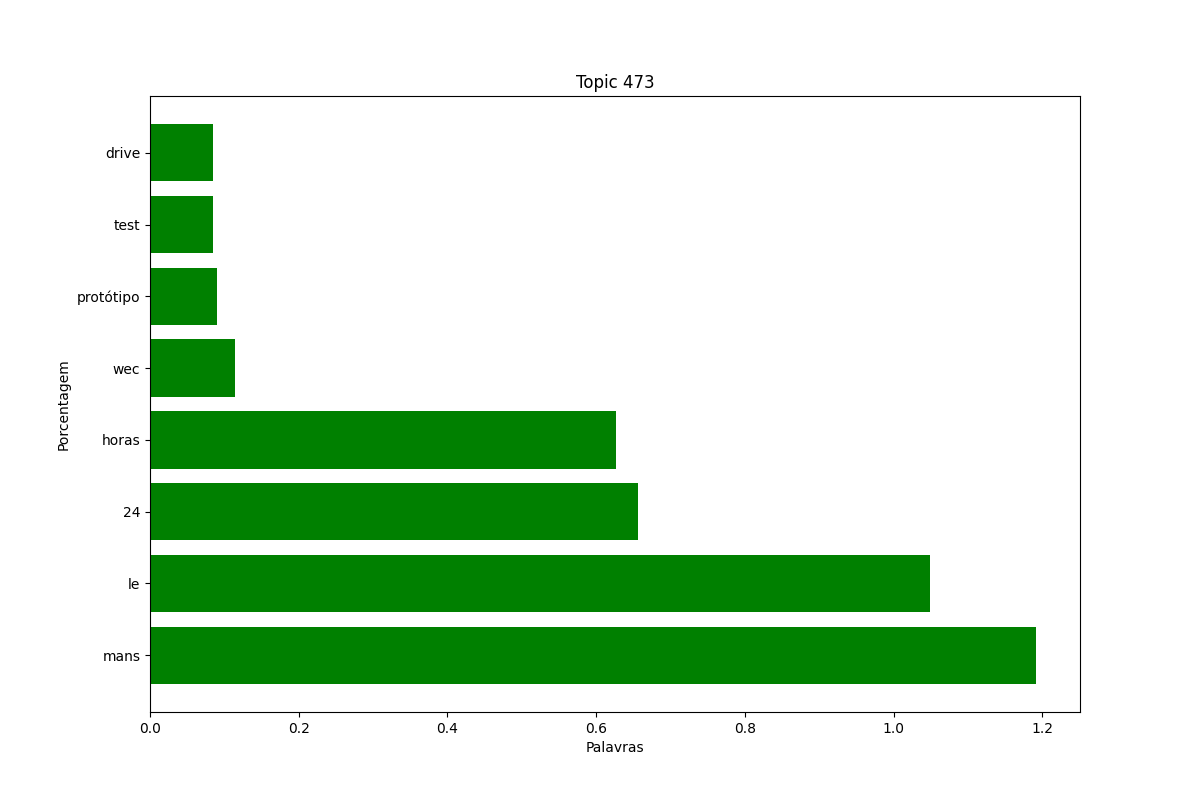 Topic 473
drive
test
protótipo
wec
horas
24
le
mans
Porcentagem
0.0 0.2 0.4 0.6 0.8 1.0 1.2
Palavras